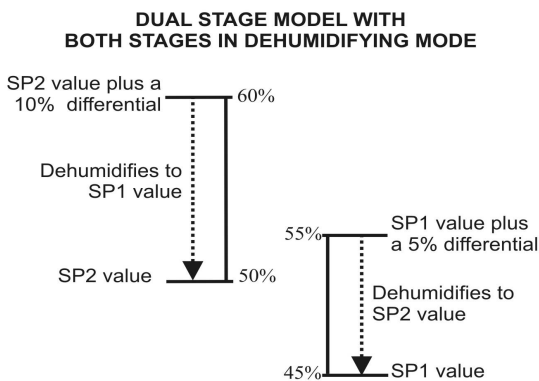 DUAL STAGE MODEL WITH
BOTH STAGES IN DEHUMIDIFYING MODE
SP2 value plus a
10% differential
60%
Dehumidifies to
SP1 value
SP2 value
50%
55%
SP1 value plus
a 5% differential
Dehumidifies to
SP2 value
45%
SP1 value